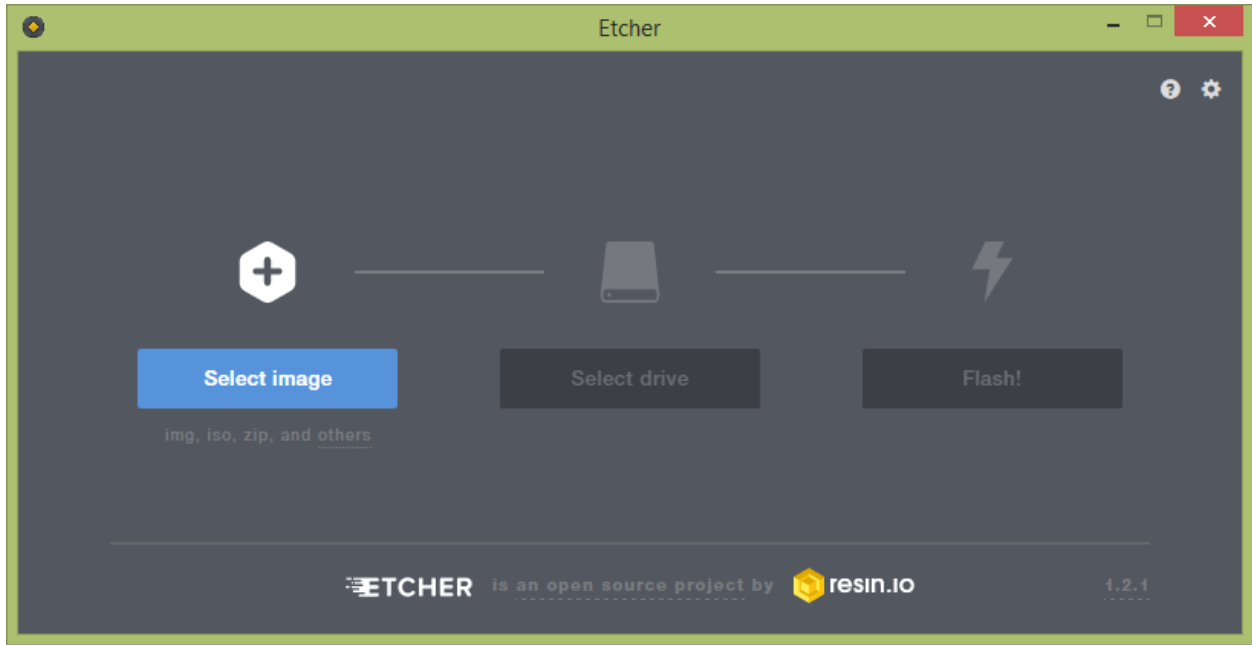 Etcher
Select image
Select drive
Flash!
img, iso, zip, and others
ETCHER is an open source project by resin.io
1.2.1